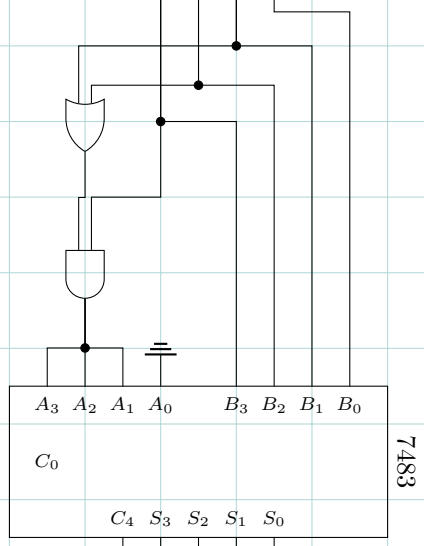 A₃ A₂ A₁ A₀ B₃ B₂ B₁ B₀
C₀
7483
C₄ S₃ S₂ S₁ S₀